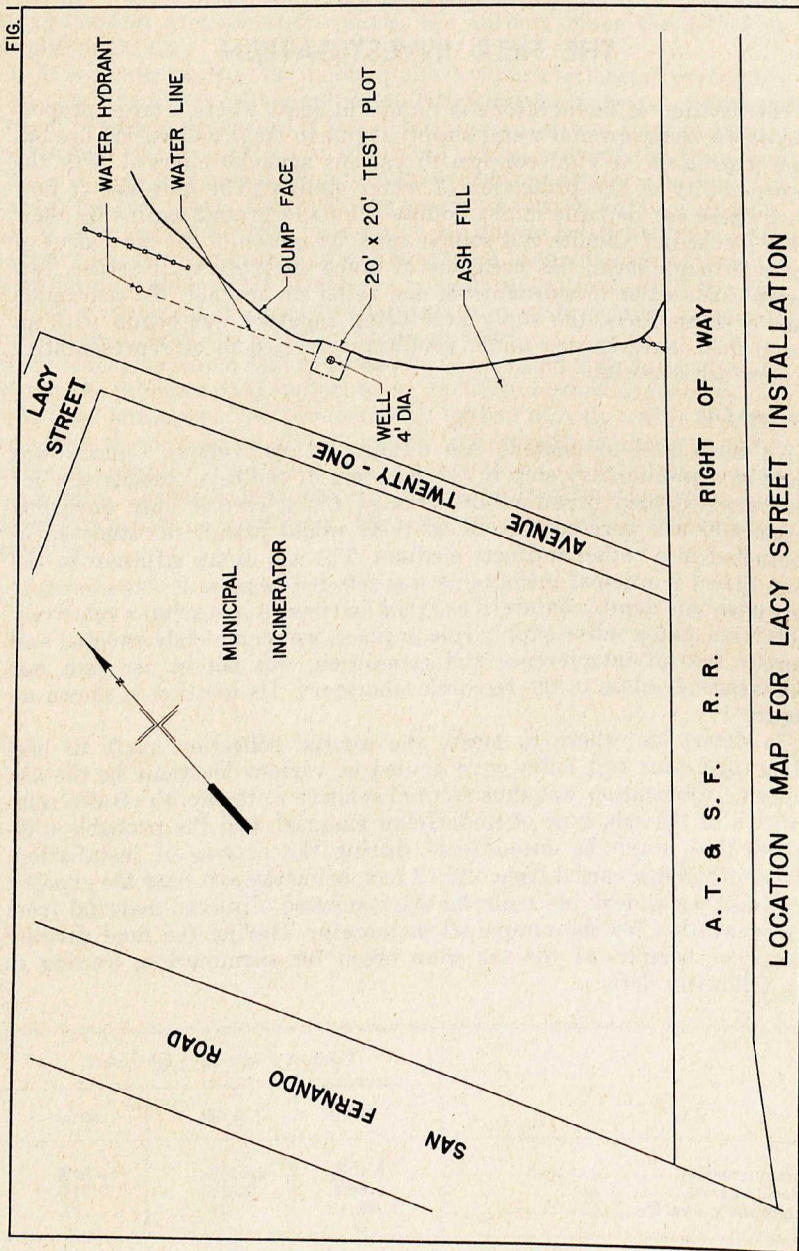 FIG. 1
WATER HYDRANT
WATER LINE
DUMP FACE
20' x 20' TEST PLOT
ASH FILL
WELL
4' DIA.
LACY
STREET
AVENUE TWENTY - ONE
N
MUNICIPAL
INCINERATOR
SAN FERNANDO ROAD
A. T. & S. F. R. R. RIGHT OF WAY
LOCATION MAP FOR LACY STREET INSTALLATION